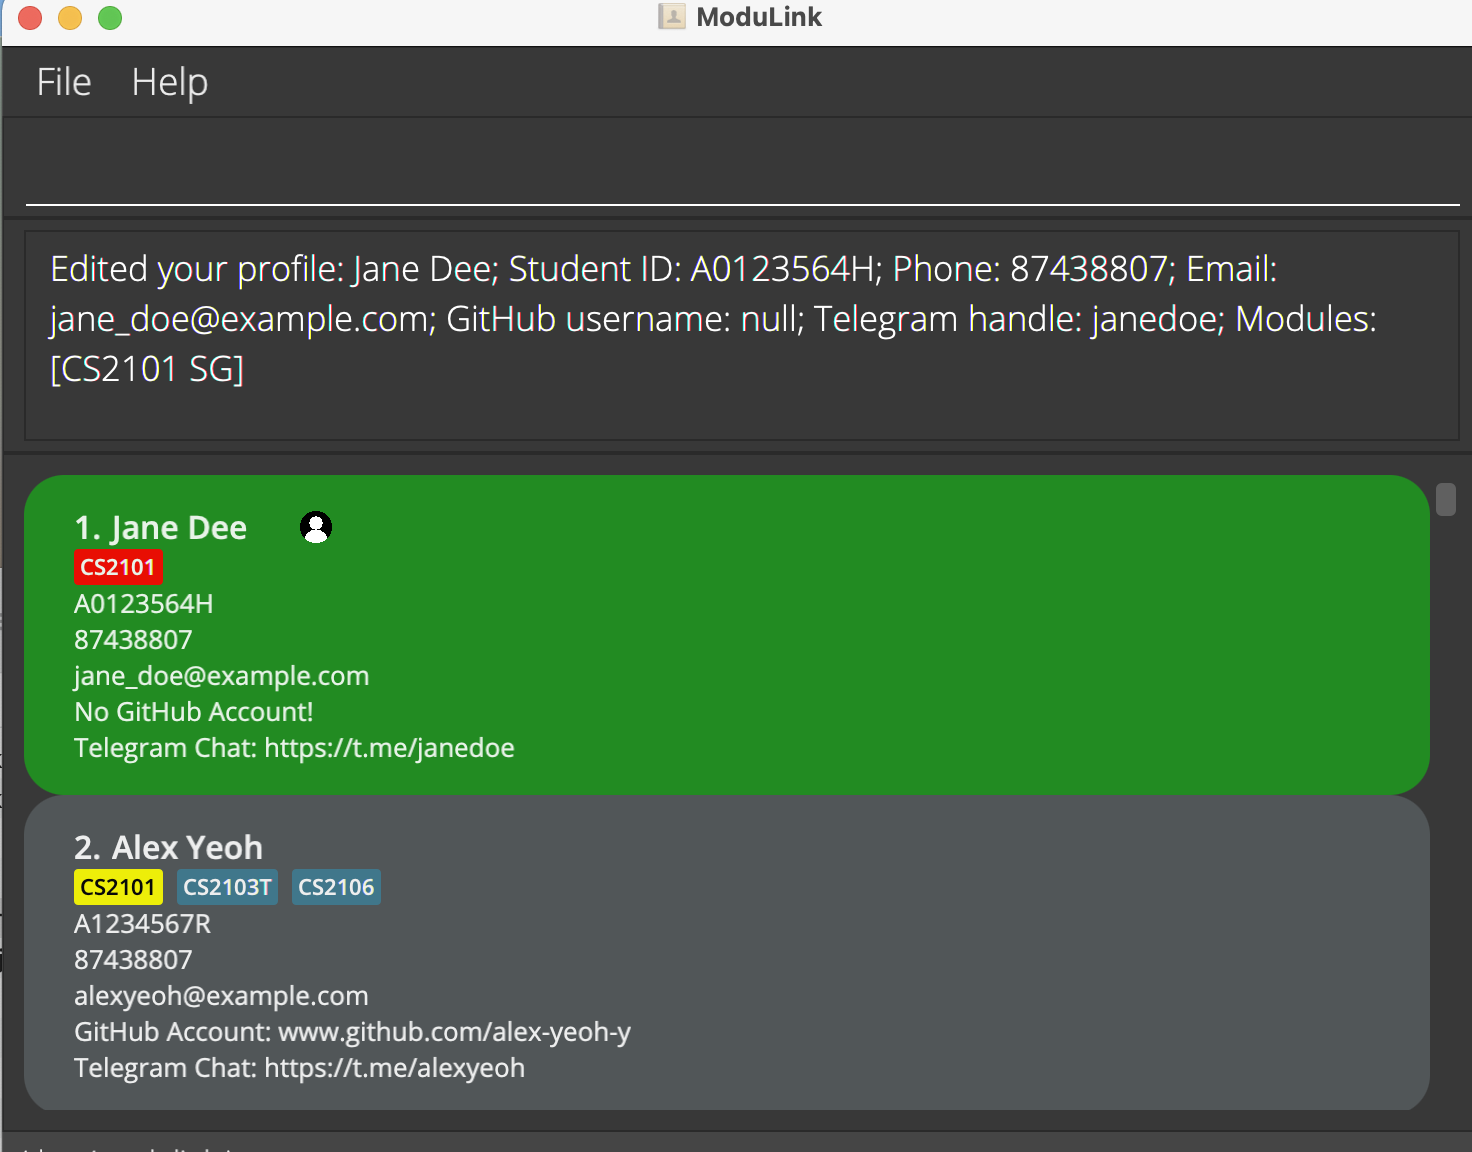 ModuLink
File Help
Edited your profile: Jane Dee; Student ID: A0123564H; Phone: 87438807; Email:
jane_doe@example.com; GitHub username: null; Telegram handle: janedoe; Modules:
[CS2101 SG]
1. Jane Dee
CS2101
A0123564H
87438807
jane_doe@example.com
No GitHub Account!
Telegram Chat: https://t.me/janedoe
2. Alex Yeoh
CS2101 CS2103T CS2106
A1234567R
87438807
alexyeoh@example.com
GitHub Account: www.github.com/alex-yeoh-y
Telegram Chat: https://t.me/alexyeoh